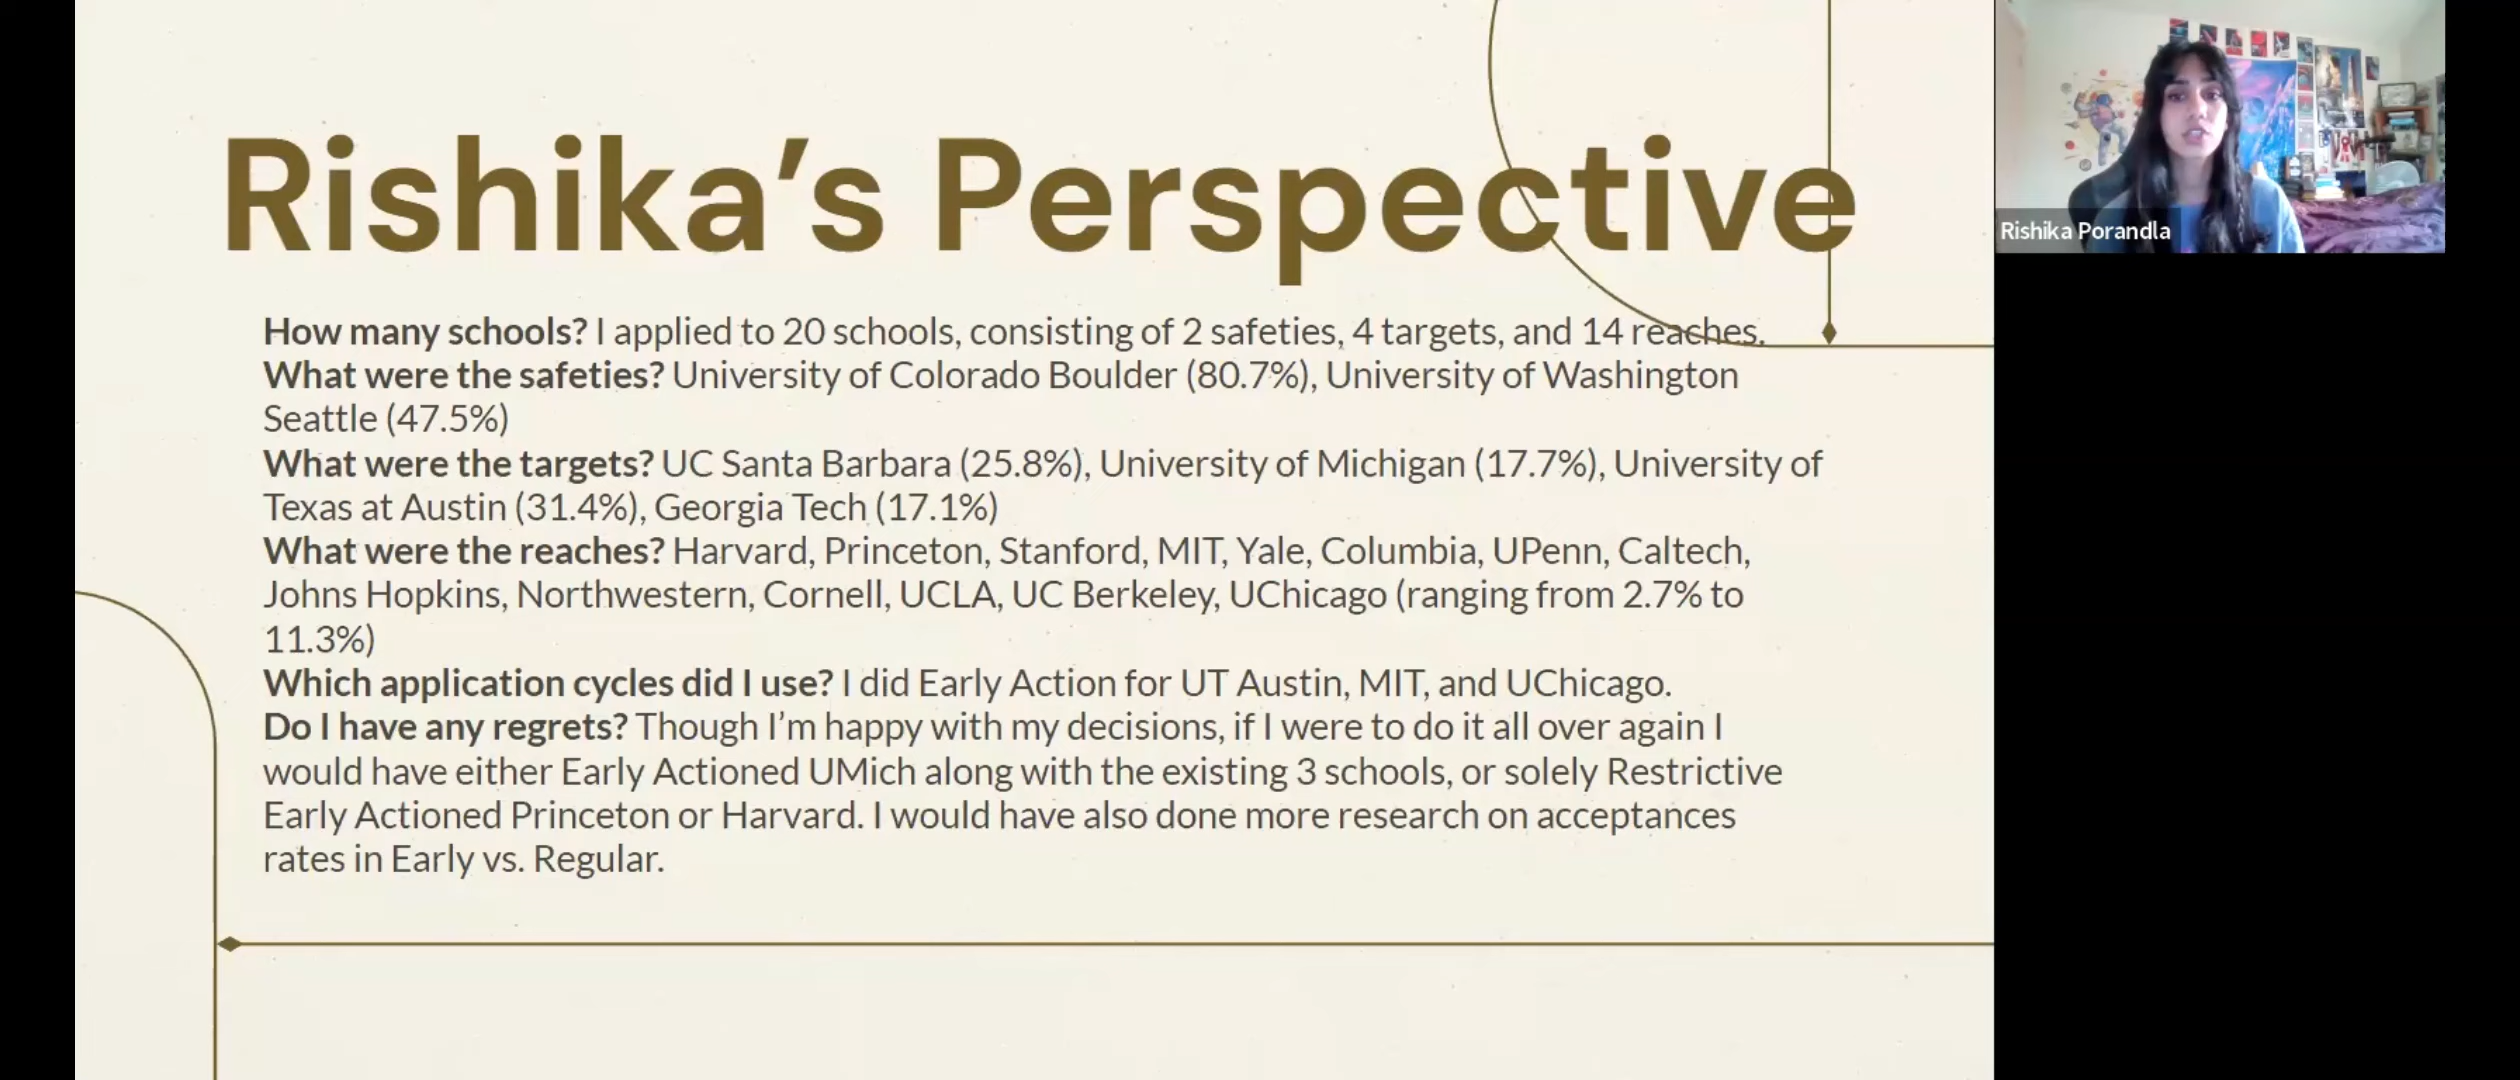 Rishika’s Perspective
How many schools? I applied to 20 schools, consisting of 2 safeties, 4 targets, and 14 reaches.
What were the safeties? University of Colorado Boulder (80.7%), University of Washington
Seattle (47.5%)
What were the targets? UC Santa Barbara (25.8%), University of Michigan (17.7%), University of
Texas at Austin (31.4%), Georgia Tech (17.1%)
What were the reaches? Harvard, Princeton, Stanford, MIT, Yale, Columbia, UPenn, Caltech,
Johns Hopkins, Northwestern, Cornell, UCLA, UC Berkeley, UChicago (ranging from 2.7% to
11.3%)
Which application cycles did I use? I did Early Action for UT Austin, MIT, and UChicago.
Do I have any regrets? Though I’m happy with my decisions, if I were to do it all over again I
would have either Early Actioned UMich along with the existing 3 schools, or solely Restrictive
Early Actioned Princeton or Harvard. I would have also done more research on acceptances
rates in Early vs. Regular.
Rishika Porandla